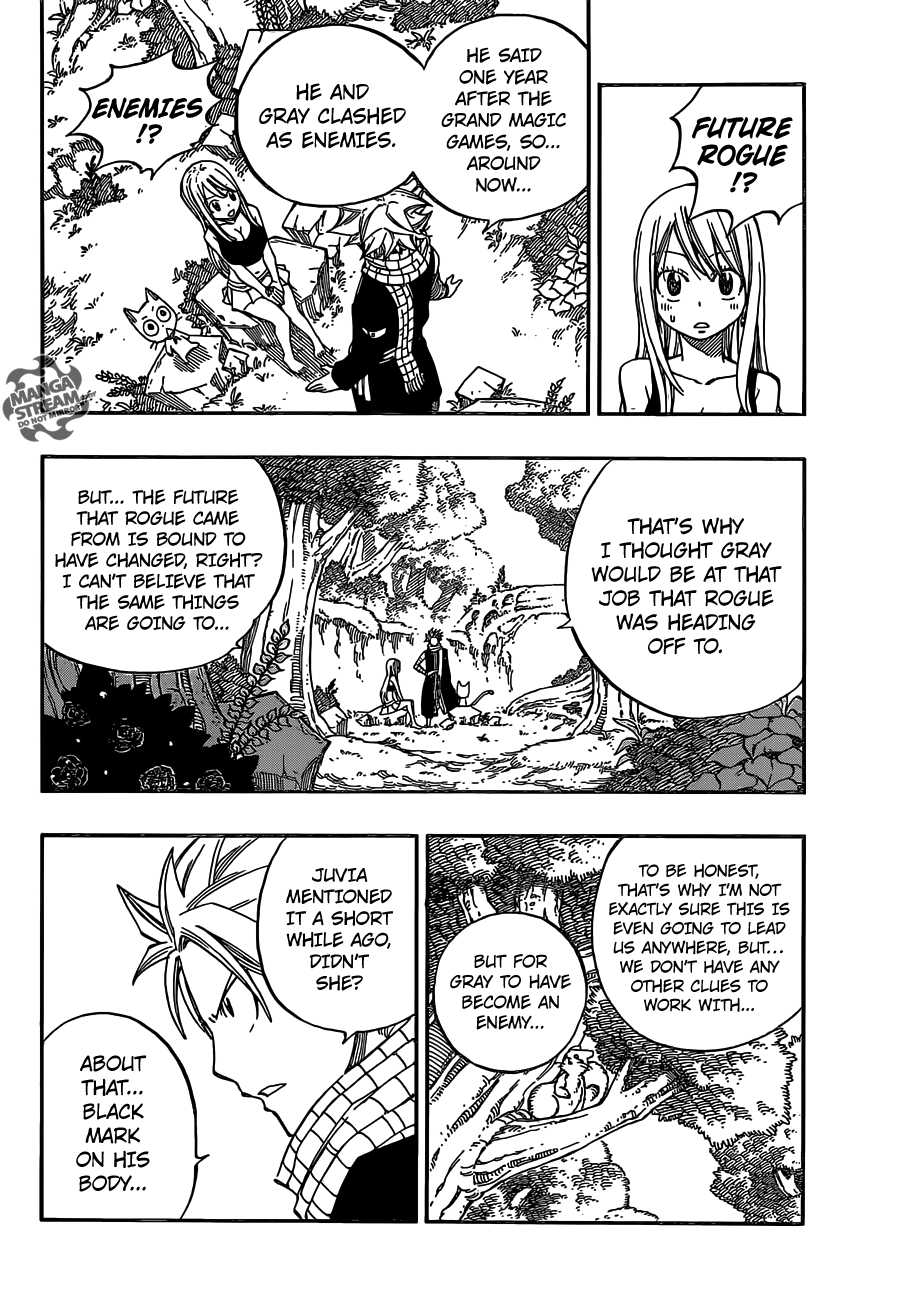 FUTURE
ROGUE
!?
HE SAID
ONE YEAR
AFTER THE
GRAND MAGIC
GAMES, SO...
AROUND
NOW...
HE AND
GRAY CLASHED
AS ENEMIES.
ENEMIES
!?
MANGA
STREAM
DO NOT MIRROR
THAT'S WHY
I THOUGHT GRAY
WOULD BE AT THAT
JOB THAT ROGUE
WAS HEADING
OFF TO.
BUT... THE FUTURE
THAT ROGUE CAME
FROM IS BOUND TO
HAVE CHANGED, RIGHT?
I CAN'T BELIEVE THAT
THE SAME THINGS
ARE GOING TO...
TO BE HONEST,
THAT'S WHY I'M NOT
EXACTLY SURE THIS IS
EVEN GOING TO LEAD
US ANYWHERE, BUT...
WE DON'T HAVE ANY
OTHER CLUES TO
WORK WITH...
BUT FOR
GRAY TO HAVE
BECOME AN
ENEMY...
JUVIA
MENTIONED
IT A SHORT
WHILE AGO,
DIDN'T
SHE?
ABOUT
THAT...
BLACK
MARK
ON HIS
BODY...